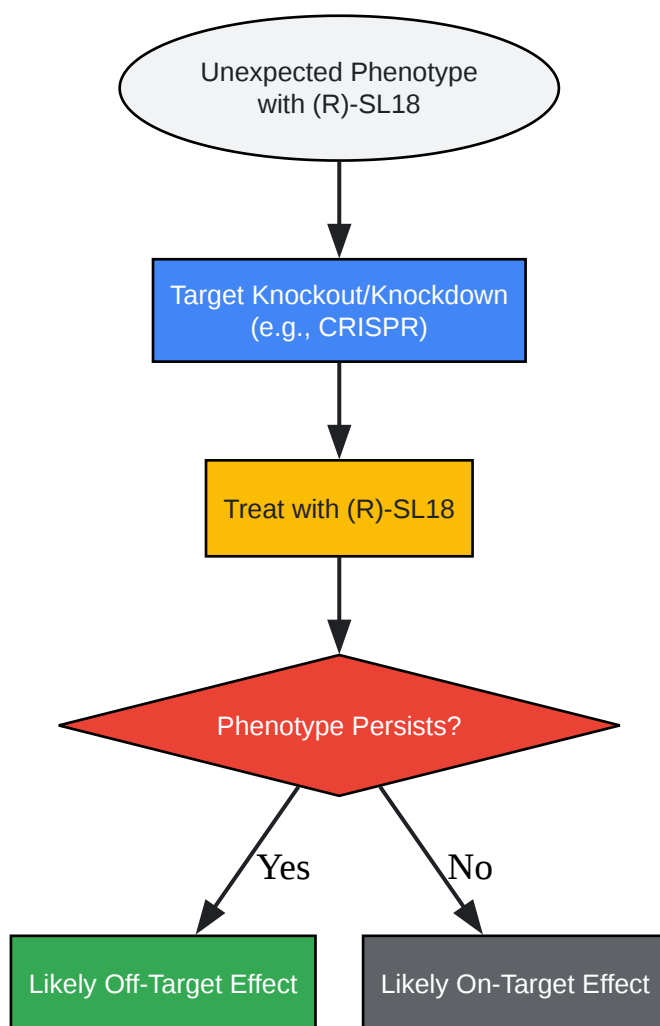 Unexpected Phenotype
with (R)-SL18
Target Knockout/Knockdown
(e.g., CRISPR)
Treat with (R)-SL18
Phenotype Persists?
Yes
No
Likely Off-Target Effect
Likely On-Target Effect